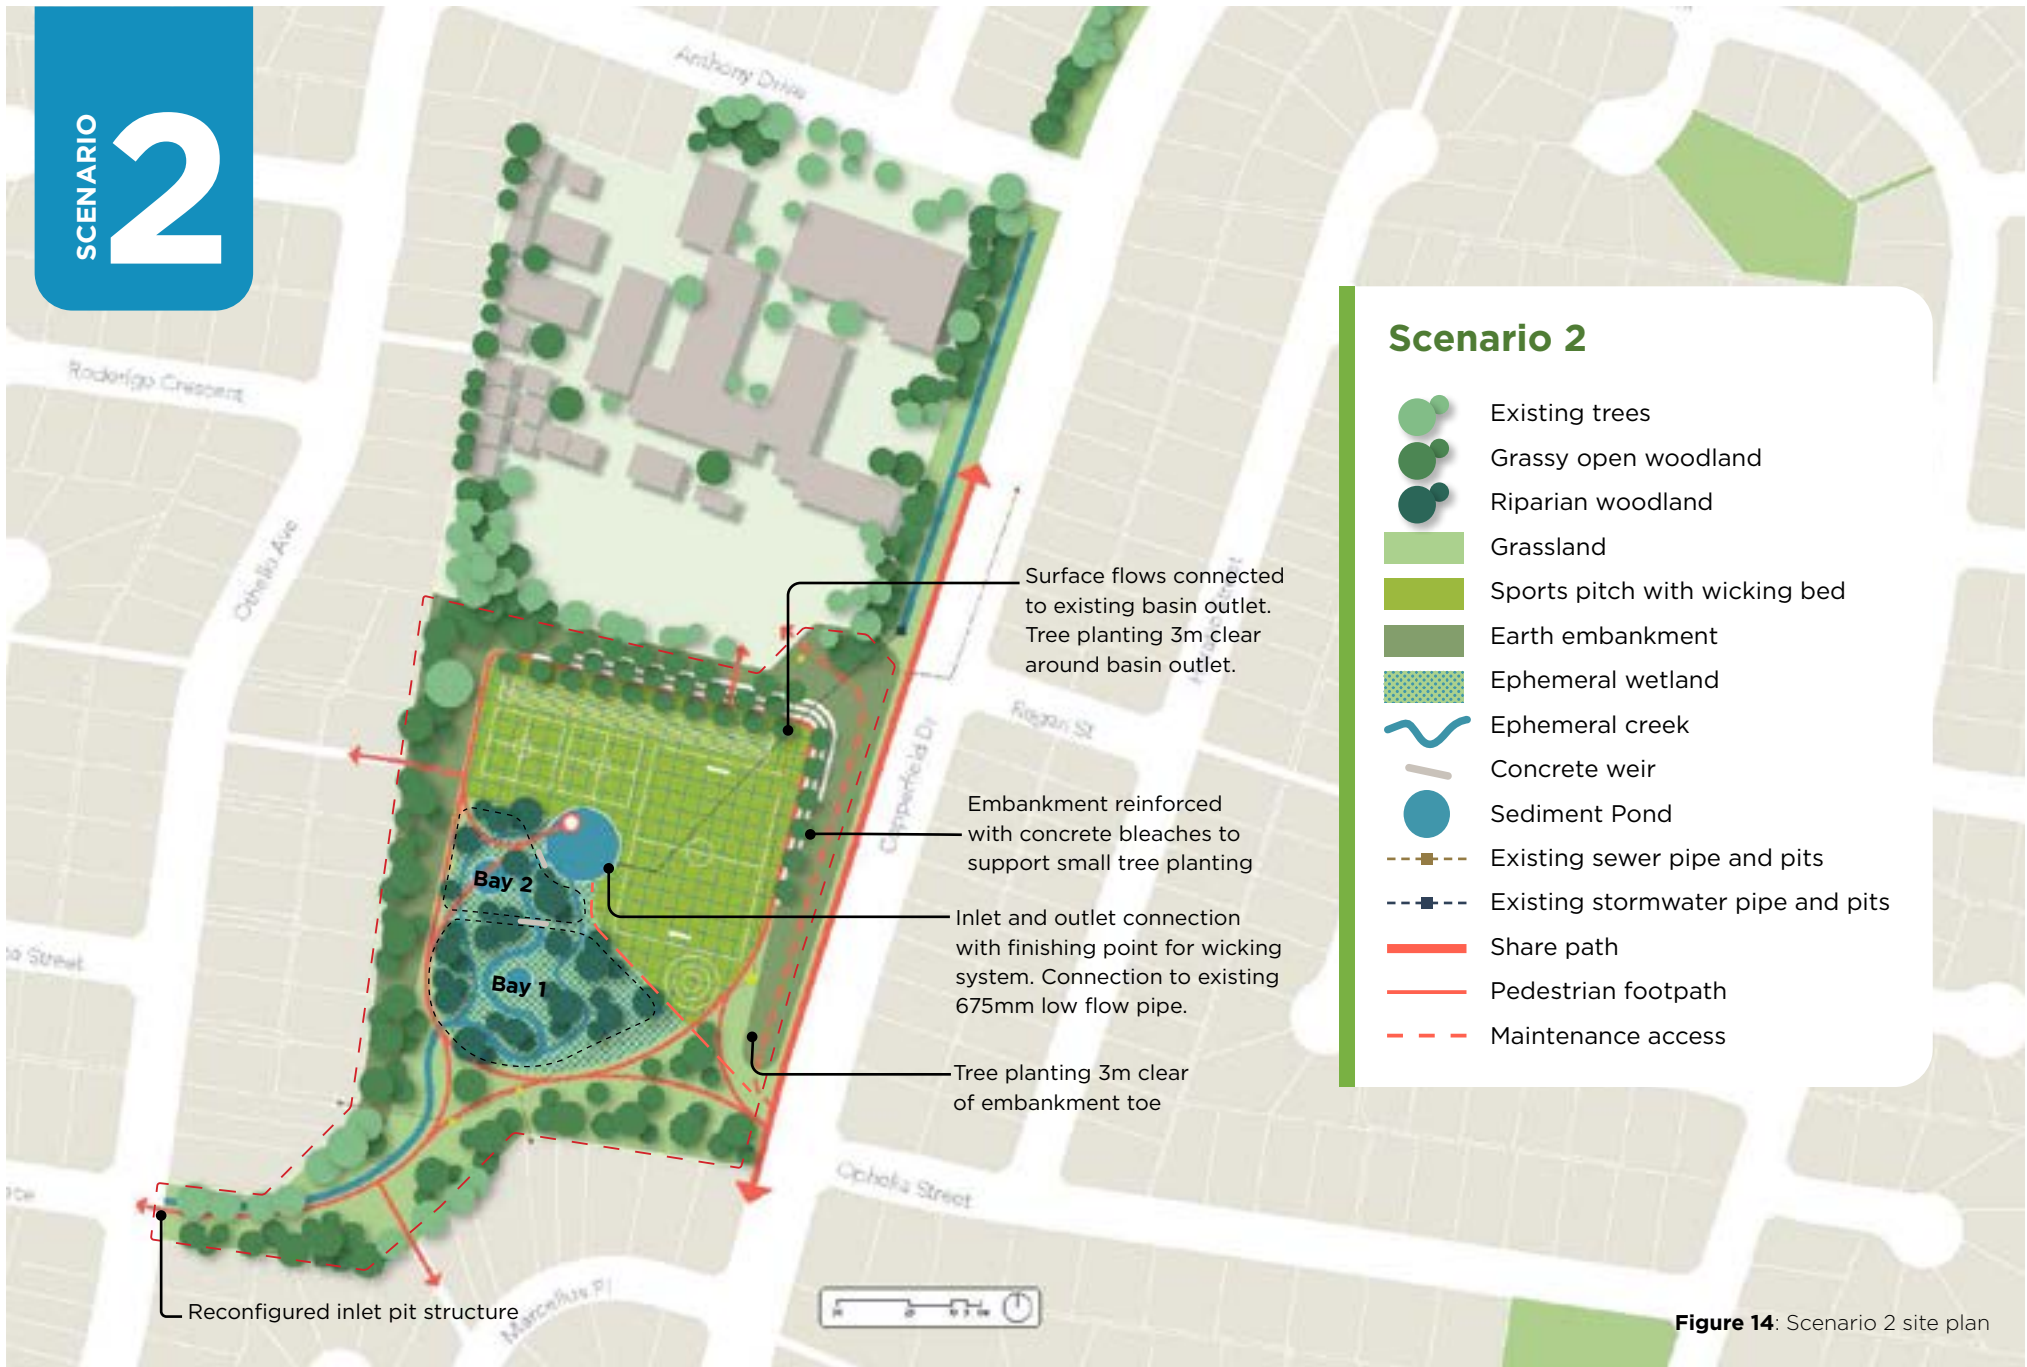 SCENARIO
2
Anthony Drive
Roderigo Crescent
Othello Ave
Surface flows connected
to existing basin outlet.
Tree planting 3m clear
around basin outlet.
Street
Rogan St
Copperfield Dr
Embankment reinforced
with concrete bleaches to
support small tree planting
Bay 2
Inlet and outlet connection
with finishing point for wicking
system. Connection to existing
675mm low flow pipe.
Street
Bay 1
Tree planting 3m clear
of embankment toe
Ophelia Street
Reconfigured inlet pit structure
Marcellus Pl
Scenario 2
Existing trees
Grassy open woodland
Riparian woodland
Grassland
Sports pitch with wicking bed
Earth embankment
Ephemeral wetland
Ephemeral creek
Concrete weir
Sediment Pond
Existing sewer pipe and pits
Existing stormwater pipe and pits
Share path
Pedestrian footpath
Maintenance access
Figure 14: Scenario 2 site plan